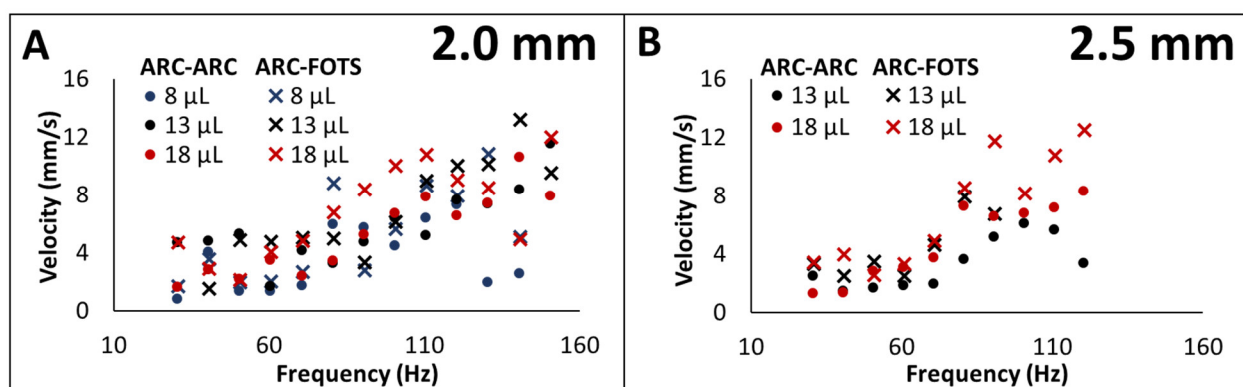 A
2.0 mm
ARC-ARC ARC-FOTS
8 µL 8 µL
13 µL 13 µL
18 µL 18 µL
Velocity (mm/s)
16
12
8
4
0
10 60 110 160
Frequency (Hz)
B
2.5 mm
ARC-ARC ARC-FOTS
13 µL 13 µL
18 µL 18 µL
Velocity (mm/s)
16
12
8
4
0
10 60 110 160
Frequency (Hz)